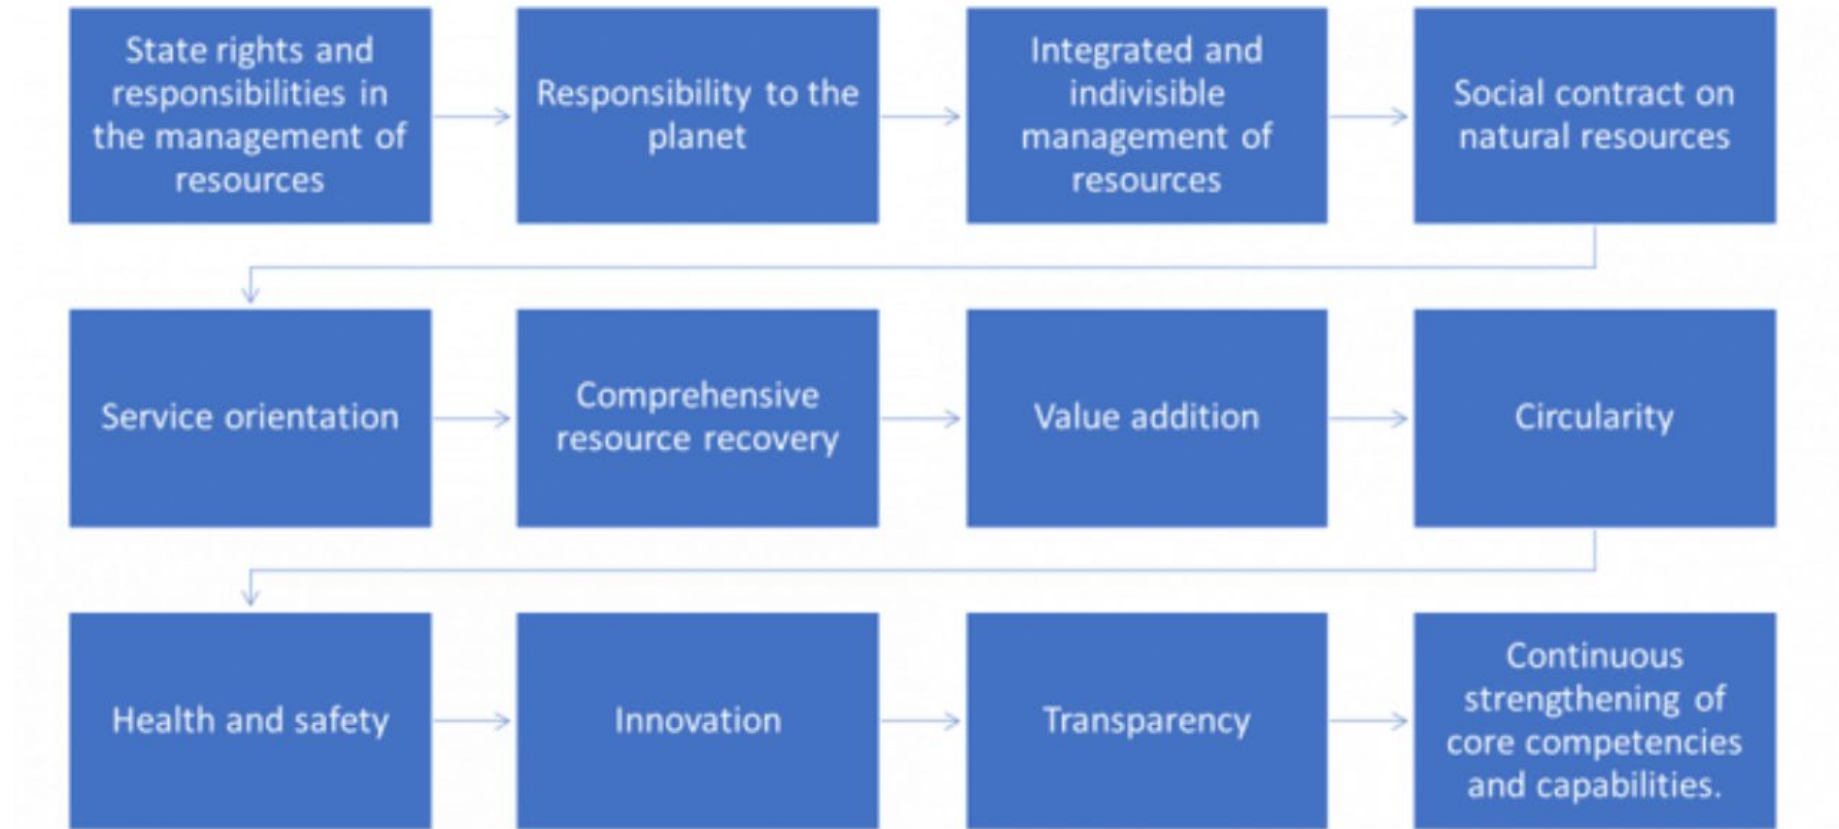 State rights and
responsibilities in
the management of
resources
Responsibility to the
planet
Integrated and
indivisible
management of
resources
Social contract on
natural resources
Service orientation
Comprehensive
resource recovery
Value addition
Circularity
Health and safety
Innovation
Transparency
Continuous
strengthening of
core competencies
and capabilities.